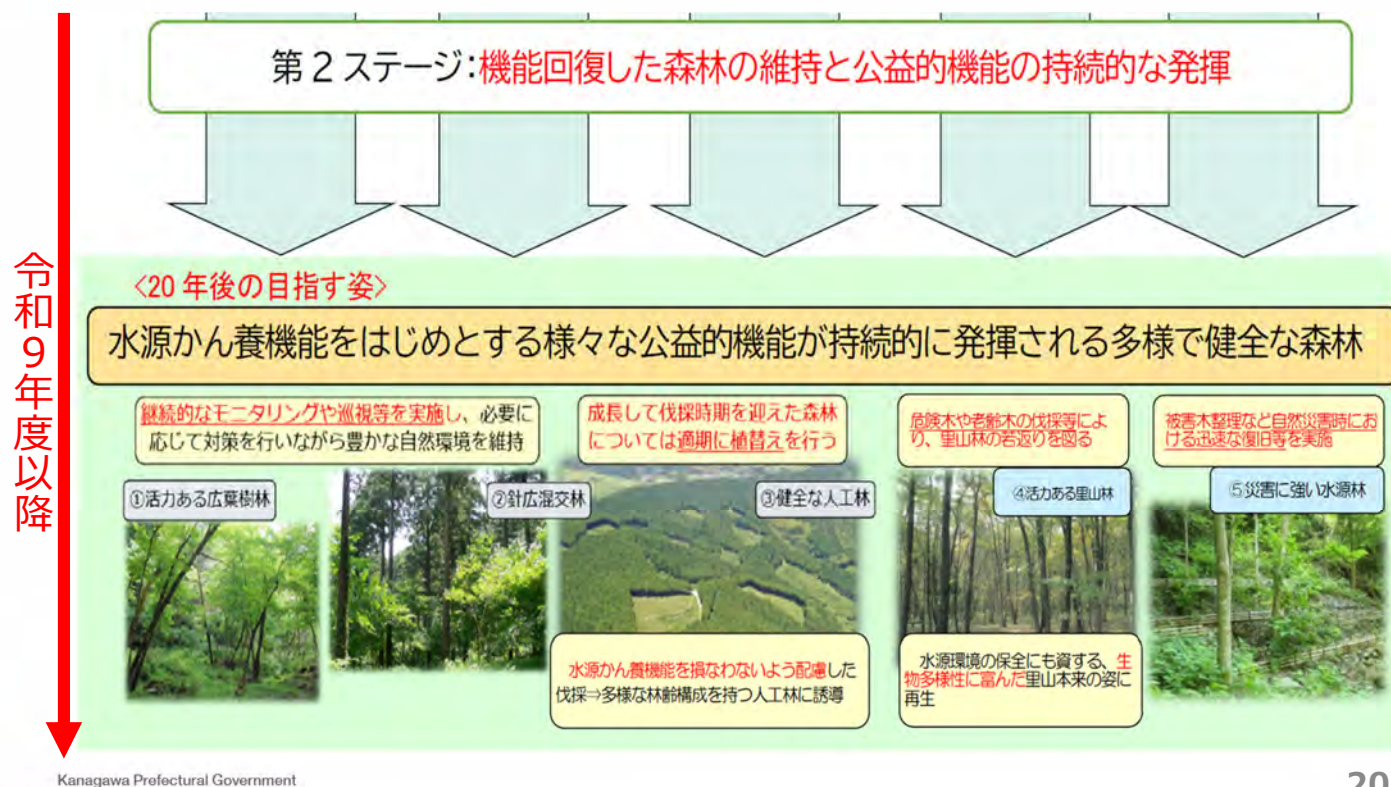 第2ステージ：機能回復した森林の維持と公益的機能の持続的な発揮
令和9年度以降
<20年後の目指す姿>
水源かん養機能をはじめとする様々な公益的機能が持続的に発揮される多様で健全な森林
継続的なモニタリングや巡視等を実施し、必要に
応じて対策を行いながら豊かな自然環境を維持
成長して伐採時期を迎えた森林
については適期に植替えを行う
危険木や老齢木の伐採等によ
り、里山林の若返りを図る
被害木整理など自然災害時にお
ける迅速な復旧等を実施
①活力ある広葉樹林
②針広混交林
③健全な人工林
④活力ある里山林
⑤災害に強い水源林
水源かん養機能を損なわないよう配慮した
伐採⇒多様な林齢構成を持つ人工林に誘導
水源環境の保全にも資する、生
物多様性に富んだ里山本来の姿に
再生
Kanagawa Prefectural Government
20